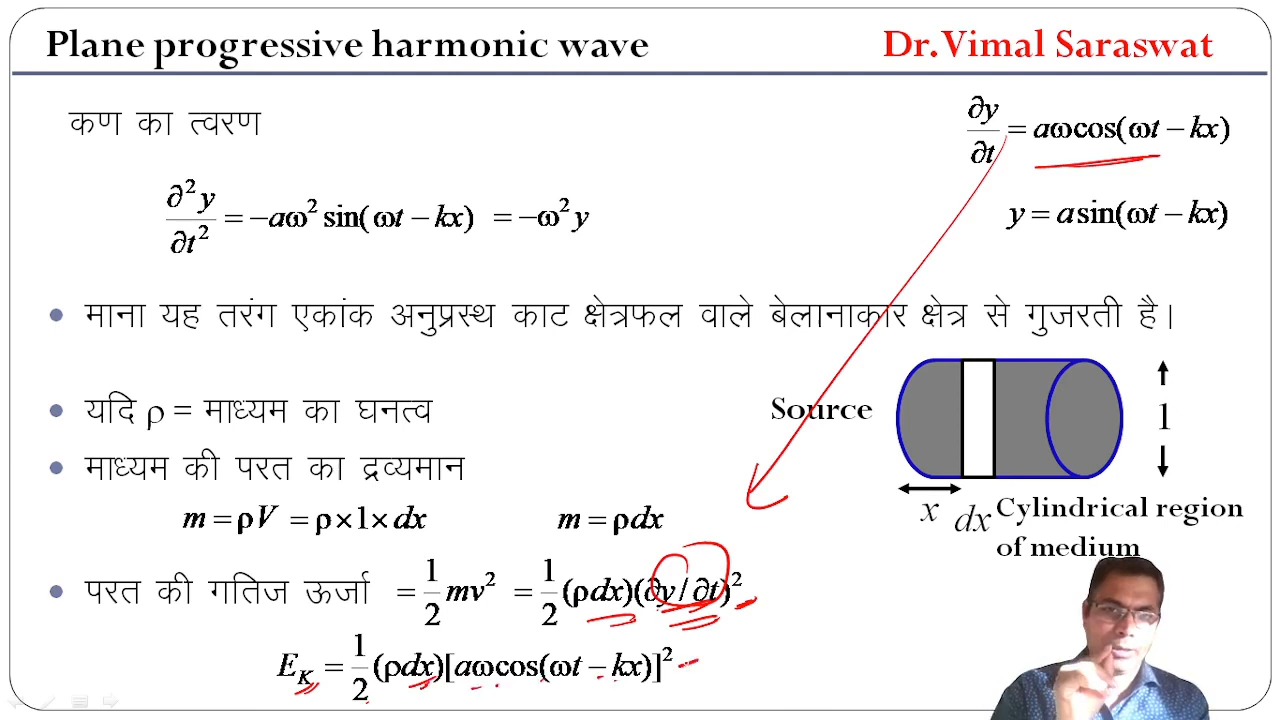 Plane progressive harmonic wave
Dr.Vimal Saraswat
कण का त्वरण
∂y/∂t = aωcos(ωt − kx)
∂²y/∂t² = −aω² sin(ωt − kx) = −ω² y
y = a sin(ωt − kx)
• माना यह तरंग एकांक अनुप्रस्थ काट क्षेत्रफल वाले बेलानाकार क्षेत्र से गुजरती है।
• यदि ρ = माध्यम का घनत्व
Source
1
• माध्यम की परत का द्रव्यमान
x
dx
Cylindrical region
of medium
m = ρV = ρ×1×dx
m = ρdx
• परत की गतिज ऊर्जा = 1/2 mv² = 1/2 (ρdx)(∂y/∂t)²
E_K = 1/2 (ρdx)[aωcos(ωt − kx)]²